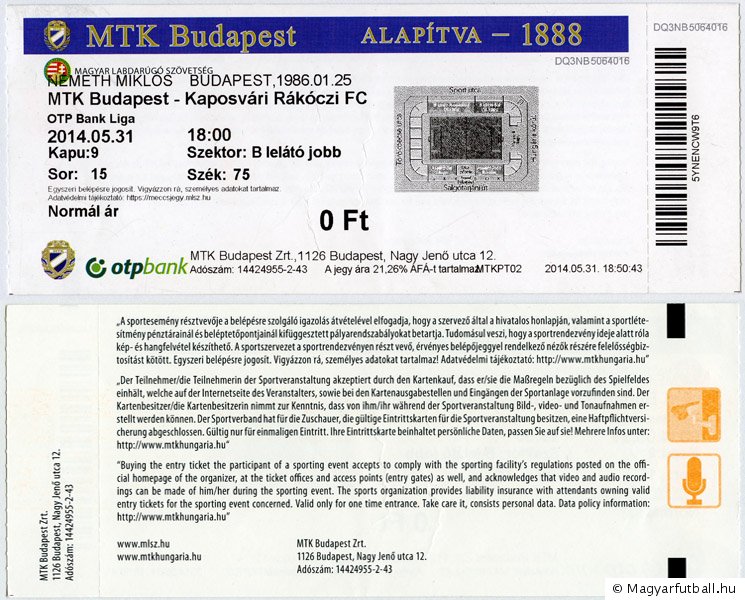 MTK Budapest ALAPÍTVA – 1888
DQ3NB5064016
DQ3NB5064016
MAGYAR LABDARÚGÓ SZÖVETSÉG
NÉMETH MIKLÓS BUDAPEST,1986.01.25
MTK Budapest - Kaposvári Rákóczi FC
OTP Bank Liga
2014.05.31 18:00
Kapu:9 Szektor: B lelátó jobb
Sor: 15 Szék: 75
Egyszeri belépésre jogosít. Vigyázzon rá, személyes adatokat tartalmaz.
Adatvédelmi tájékoztató: https://meccsjegy.mlsz.hu
Normál ár
0 Ft
Sport utca
Salgótarjáni út
5YNENCW9T6
otpbank
MTK Budapest Zrt.,1126 Budapest, Nagy Jenő utca 12.
Adószám: 14424955-2-43 A jegy ára 21,26% ÁFÁ-t tartalmaz MTKPT02 2014.05.31. 18:50:43
„A sportesemény résztvevője a belépésre szolgáló igazolás átvételével elfogadja, hogy a szervező által a hivatalos honlapján, valamint a sportléte-
sítmény pénztárainál és beléptetőpontjainál kifüggesztett pályarendszabályokat betartja. Tudomásul veszi, hogy a sportrendezvény ideje alatt róla
kép- és hangfelvétel készíthető. A sportszervezet a sportrendezvényen részt vevő, érvényes belépőjeggyel rendelkező nézők részére felelősségbiz-
tosítást kötött. Egyszeri belépésre jogosít. Vigyázzon rá, személyes adatokat tartalmaz! Adatvédelmi tájékoztató: http://www.mtkhungaria.hu”
„Der Teilnehmer/die Teilnehmerin der Sportveranstaltung akzeptiert durch den Kartenkauf, dass er/sie die Maßregeln bezüglich des Spielfeldes
einhält, welche auf der Internetseite des Veranstalters, sowie bei den Kartenausgabestellen und Eingängen der Sportanlage vorzufinden sind. Der
Kartenbesitzer/die Kartenbesitzerin nimmt zur Kenntnis, dass von ihm/ihr während der Sportveranstaltung Bild-, video- und Tonaufnahmen er-
stellt werden können. Der Sportverband hat für die Zuschauer, die gültige Eintrittskarten für die Sportveranstaltung besitzen, eine Haftpflichtversi-
cherung abgeschlossen. Gültig nur für einmaligen Eintritt. Ihre Eintrittskarte beinhaltet persönliche Daten, passen Sie auf sie! Mehrere Infos unter:
http://www.mtkhungaria.hu”
“Buying the entry ticket the participant of a sporting event accepts to comply with the sporting facility’s regulations posted on the offi-
cial homepage of the organizer, at the ticket offices and access points (entry gates) as well, and acknowledges that video and audio record-
ings can be made of him/her during the sporting event. The sports organization provides liability insurance with attendants owning valid
entry tickets for the sporting event concerned. Valid only for one time entrance. Take care it, consists personal data. Data policy information:
http://www.mtkhungaria.hu”
www.mlsz.hu
www.mtkhungaria.hu
MTK Budapest Zrt.
1126 Budapest, Nagy Jenő utca 12.
Adószám: 14424955-2-43
MTK Budapest Zrt.
1126 Budapest, Nagy Jenő utca 12.
Adószám: 14424955-2-43
© Magyarfutball.hu